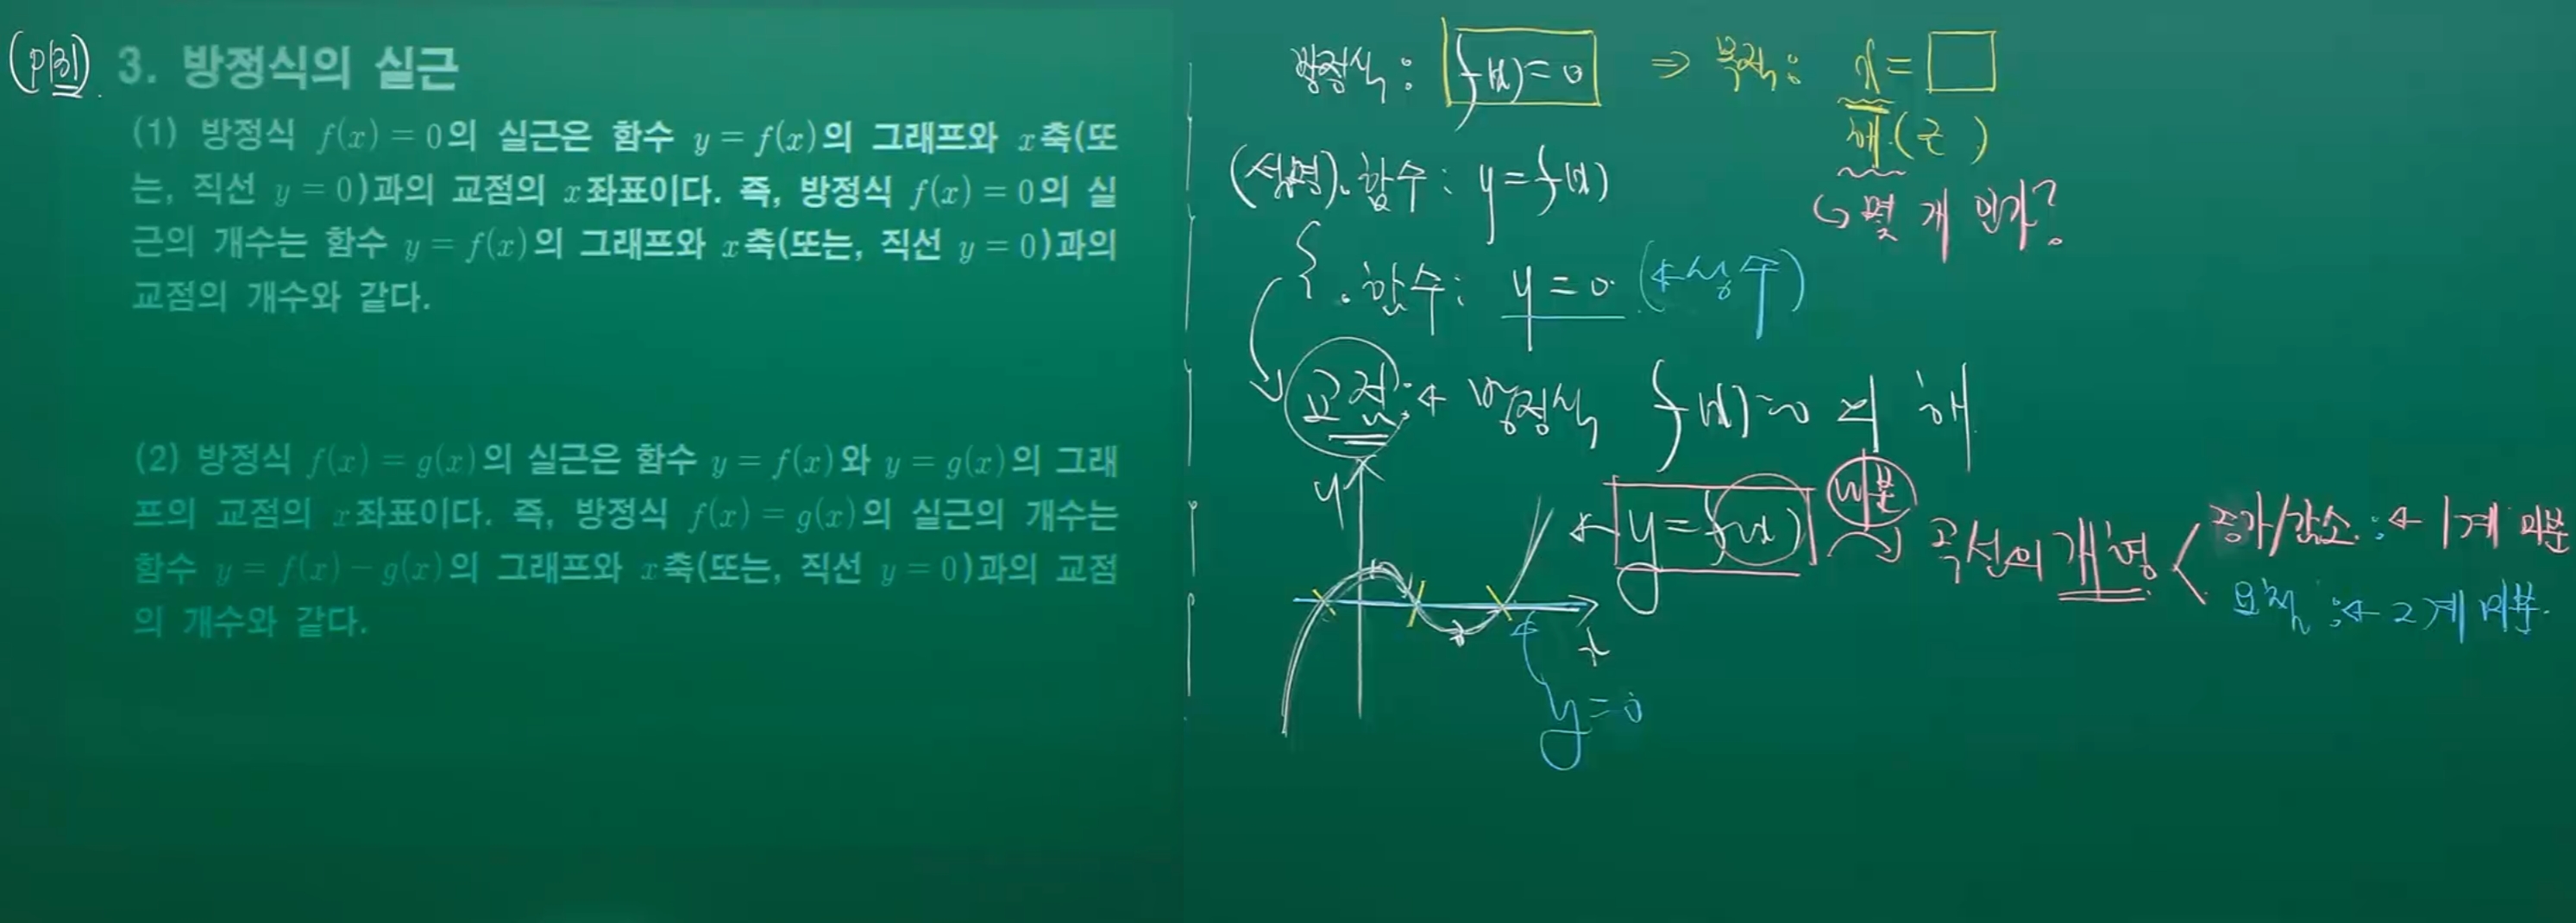 (p131). 3. 방정식의 실근
(1) 방정식 f(x) = 0의 실근은 함수 y = f(x)의 그래프와 x축(또
는, 직선 y = 0)과의 교점의 x좌표이다. 즉, 방정식 f(x) = 0의 실
근의 개수는 함수 y = f(x)의 그래프와 x축(또는, 직선 y = 0)과의
교점의 개수와 같다.
(2) 방정식 f(x) = g(x)의 실근은 함수 y = f(x)와 y = g(x)의 그래
프의 교점의 x좌표이다. 즉, 방정식 f(x) = g(x)의 실근의 개수는
함수 y = f(x) − g(x)의 그래프와 x축(또는, 직선 y = 0)과의 교점
의 개수와 같다.
방정식 : f(x) = 0 ⇒ 목적 : x = □
해 (근)
↳ 몇 개 인가?
(설명). 함수 : y = f(x)
. 함수 : y = 0 (← 상수)
교점 : ← 방정식 f(x) = 0 의 해
y
← y = f(x) 미분 곡선의 개형
증가/감소 : ← 1계 미분
요철 : ← 2계 미분.
x
y = 0